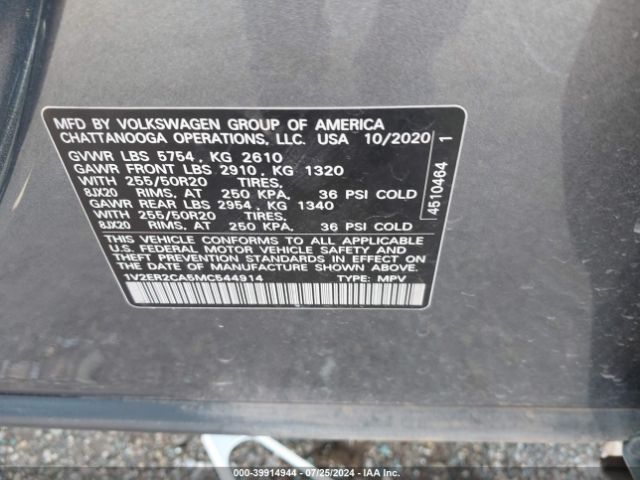 MFD BY VOLKSWAGEN GROUP OF AMERICA
CHATTANOOGA OPERATIONS, LLC. USA 10/2020
GVWR LBS 5754 , KG 2610
GAWR FRONT LBS 2910 , KG 1320
WITH 255/50R20 TIRES,
8JX20 RIMS, AT 250 KPA, 36 PSI COLD
GAWR REAR LBS 2954 , KG 1340
WITH 255/50R20 TIRES,
8JX20 RIMS, AT 250 KPA, 36 PSI COLD
THIS VEHICLE CONFORMS TO ALL APPLICABLE
U.S. FEDERAL MOTOR VEHICLE SAFETY AND
THEFT PREVENTION STANDARDS IN EFFECT ON
THE DATE OF MANUFACTURE SHOWN ABOVE
1V2ER2CA5MC544914 TYPE: MPV
4510464 1
000-39914944 - 07/25/2024 - IAA Inc.